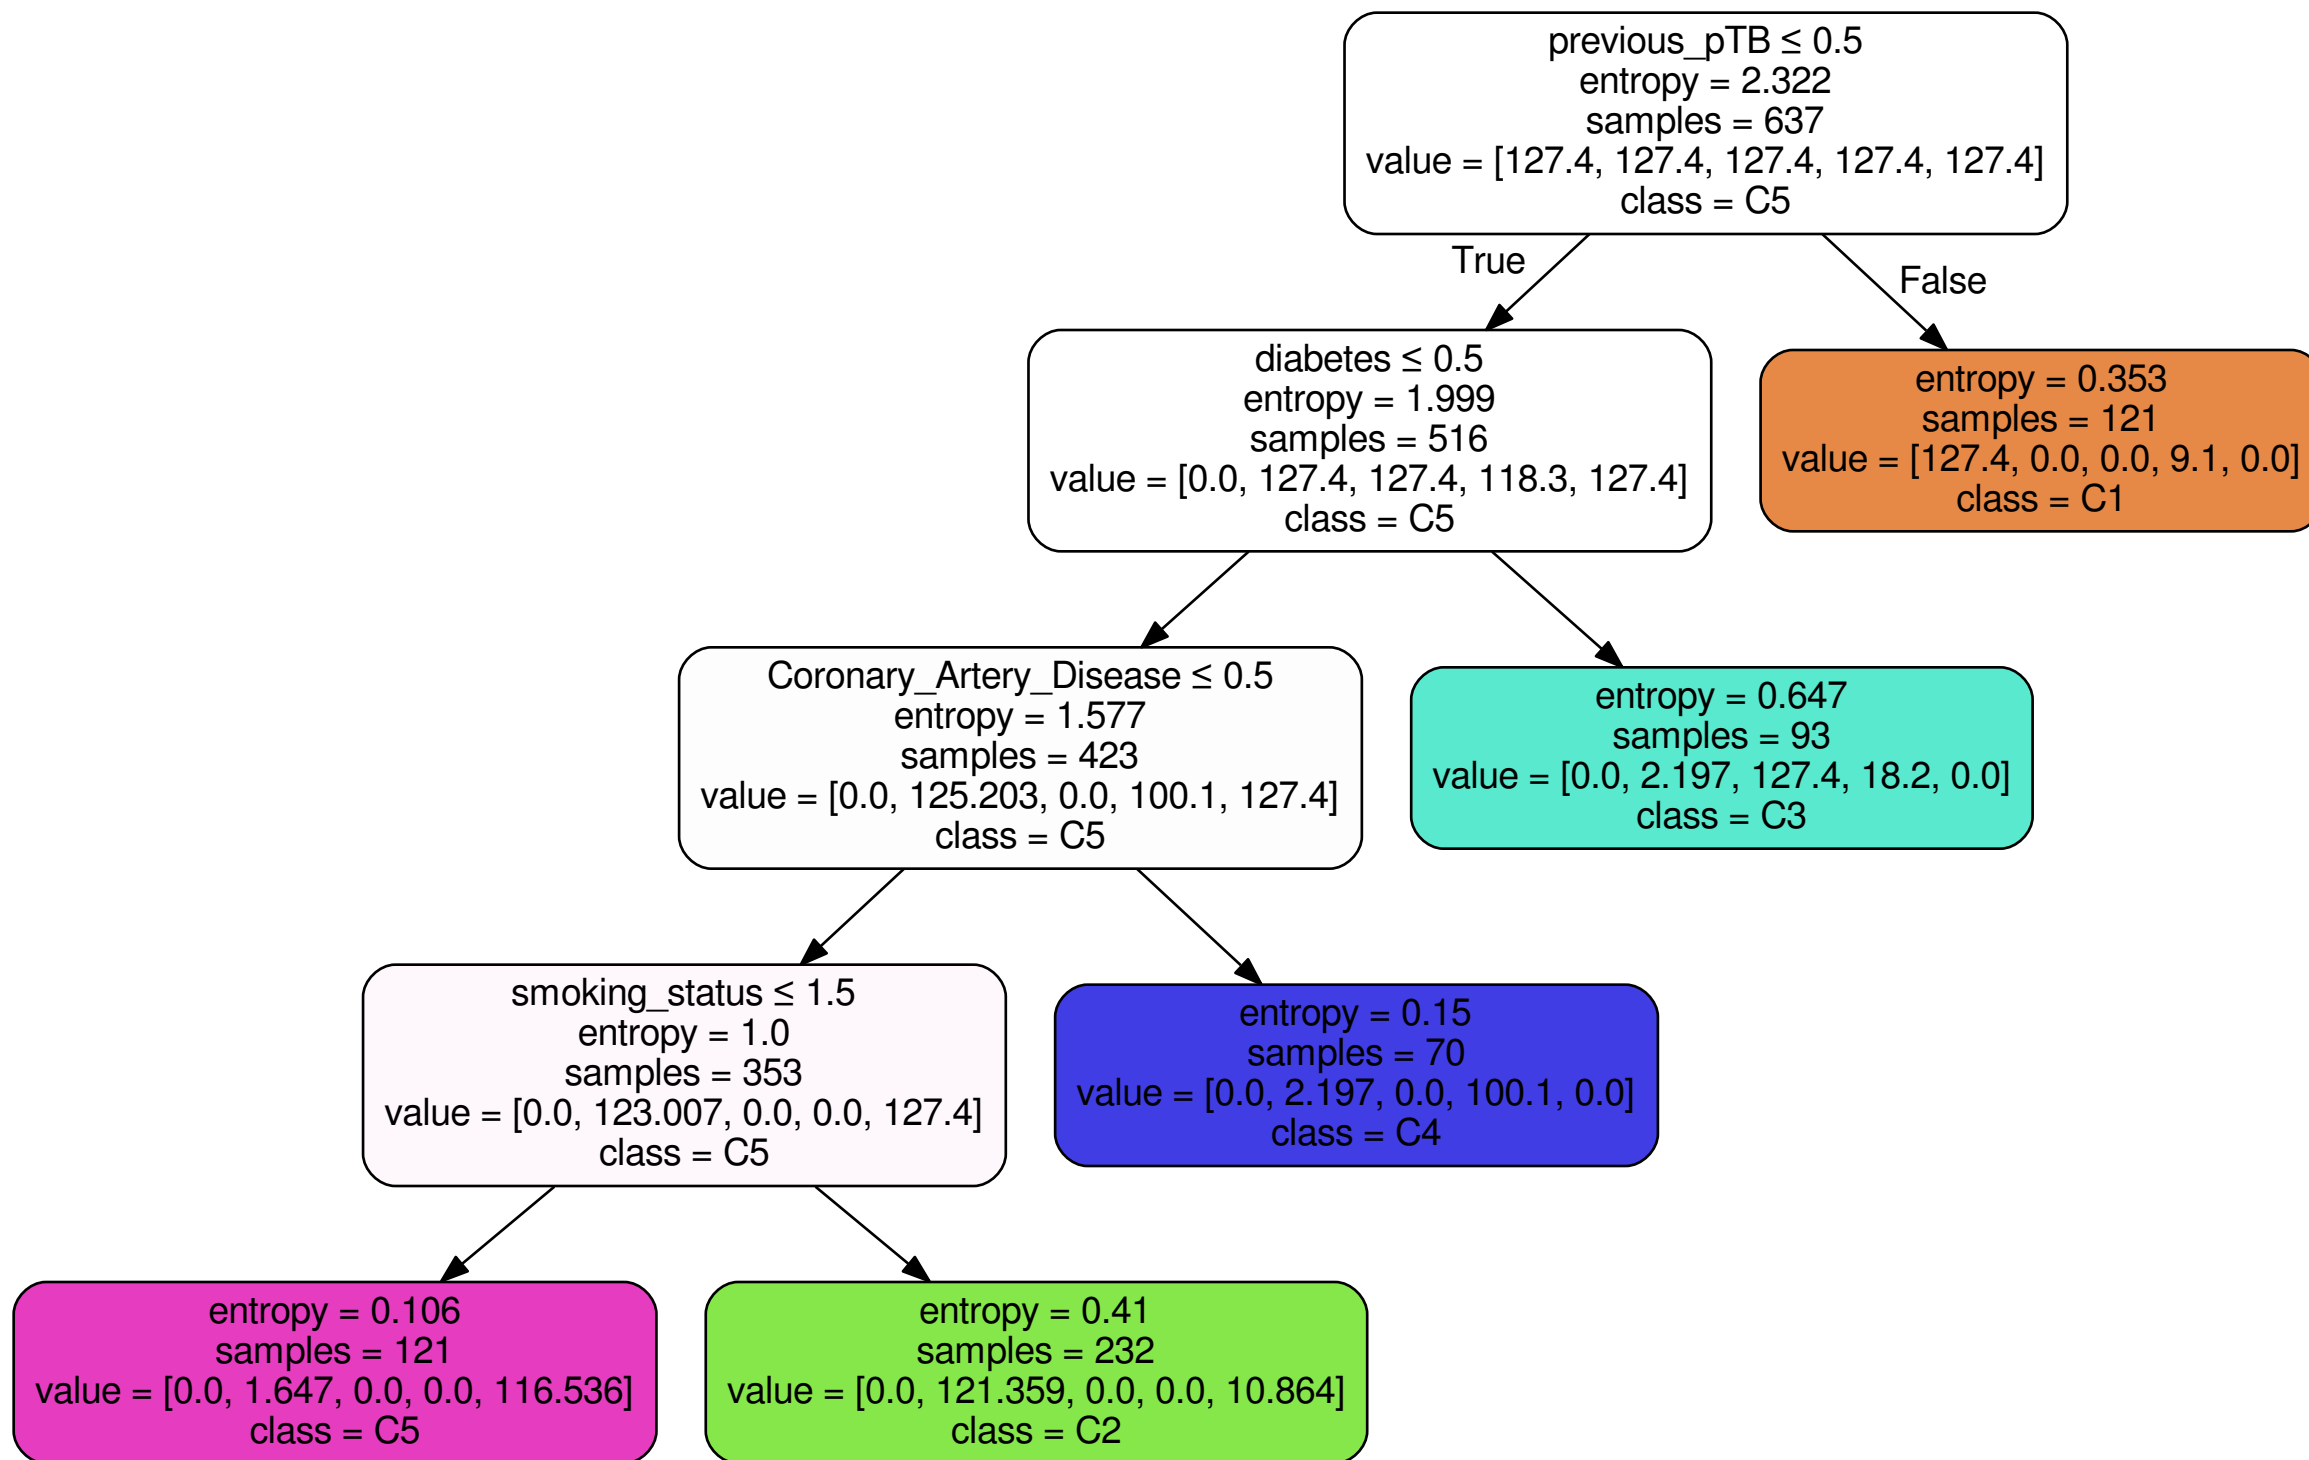 previous_pTB ≤ 0.5
entropy = 2.322
samples = 637
value = [127.4, 127.4, 127.4, 127.4, 127.4]
class = C5
True
False
diabetes ≤ 0.5
entropy = 1.999
samples = 516
value = [0.0, 127.4, 127.4, 118.3, 127.4]
class = C5
entropy = 0.353
samples = 121
value = [127.4, 0.0, 0.0, 9.1, 0.0]
class = C1
Coronary_Artery_Disease ≤ 0.5
entropy = 1.577
samples = 423
value = [0.0, 125.203, 0.0, 100.1, 127.4]
class = C5
entropy = 0.647
samples = 93
value = [0.0, 2.197, 127.4, 18.2, 0.0]
class = C3
smoking_status ≤ 1.5
entropy = 1.0
samples = 353
value = [0.0, 123.007, 0.0, 0.0, 127.4]
class = C5
entropy = 0.15
samples = 70
value = [0.0, 2.197, 0.0, 100.1, 0.0]
class = C4
entropy = 0.106
samples = 121
value = [0.0, 1.647, 0.0, 0.0, 116.536]
class = C5
entropy = 0.41
samples = 232
value = [0.0, 121.359, 0.0, 0.0, 10.864]
class = C2